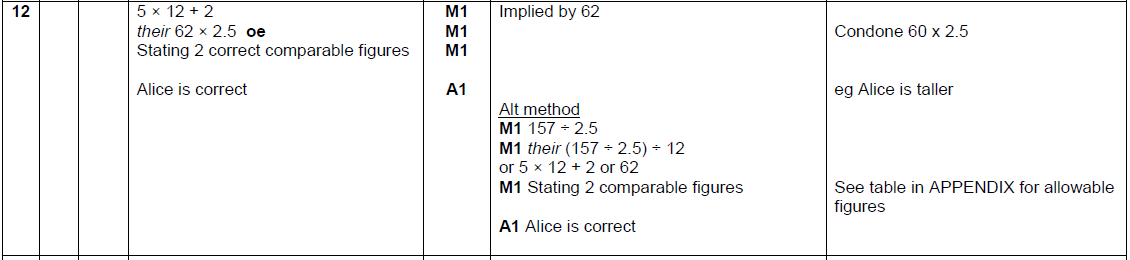 12 5 × 12 + 2 M1 Implied by 62
their 62 × 2.5 oe M1 Condone 60 x 2.5
Stating 2 correct comparable figures M1
Alice is correct A1 eg Alice is taller
Alt method
M1 157 ÷ 2.5
M1 their (157 ÷ 2.5) ÷ 12
or 5 × 12 + 2 or 62
M1 Stating 2 comparable figures See table in APPENDIX for allowable
figures
A1 Alice is correct